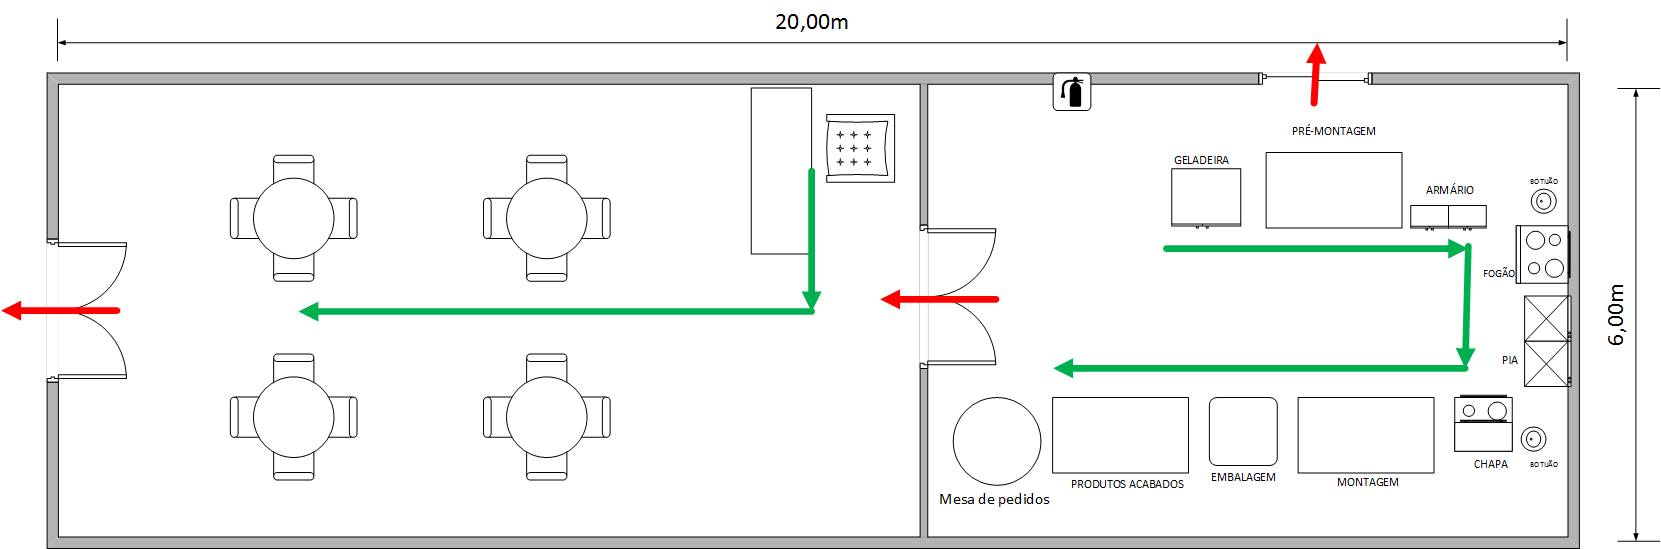 20,00m
PRÉ-MONTAGEM
GELADEIRA
ARMÁRIO
BOTIJÃO
FOGÃO
6,00m
PIA
CHAPA
BOTIJÃO
MONTAGEM
EMBALAGEM
PRODUTOS ACABADOS
Mesa de pedidos